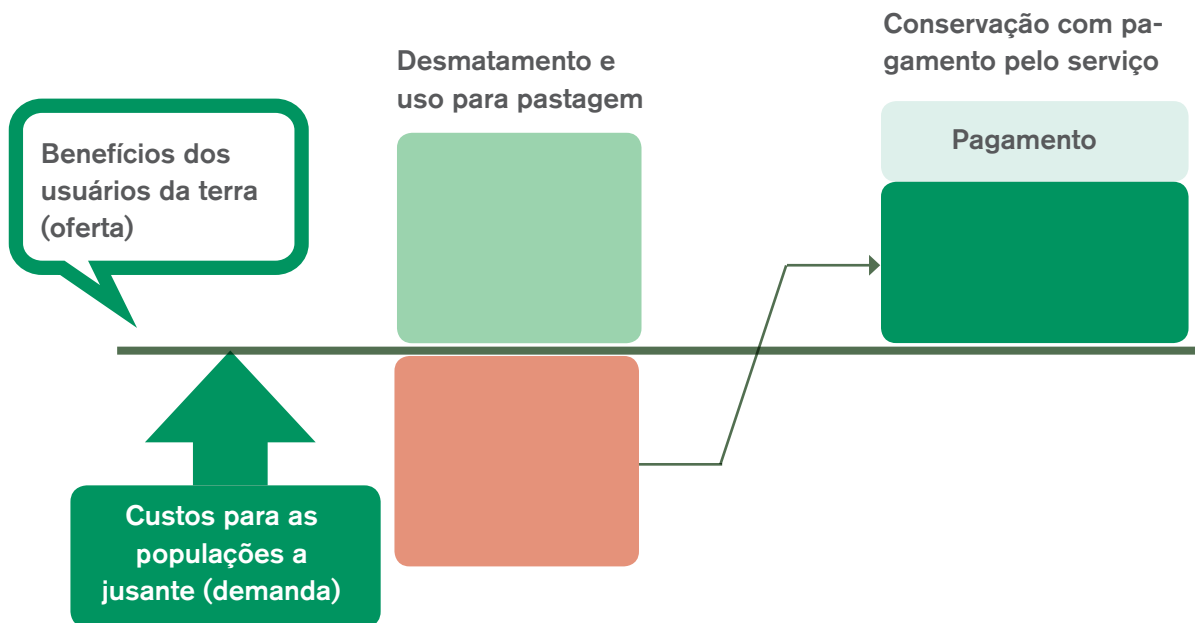 Conservação com pa-
gamento pelo serviço
Desmatamento e
uso para pastagem
Pagamento
Benefícios dos
usuários da terra
(oferta)
Custos para as
populações a
jusante (demanda)